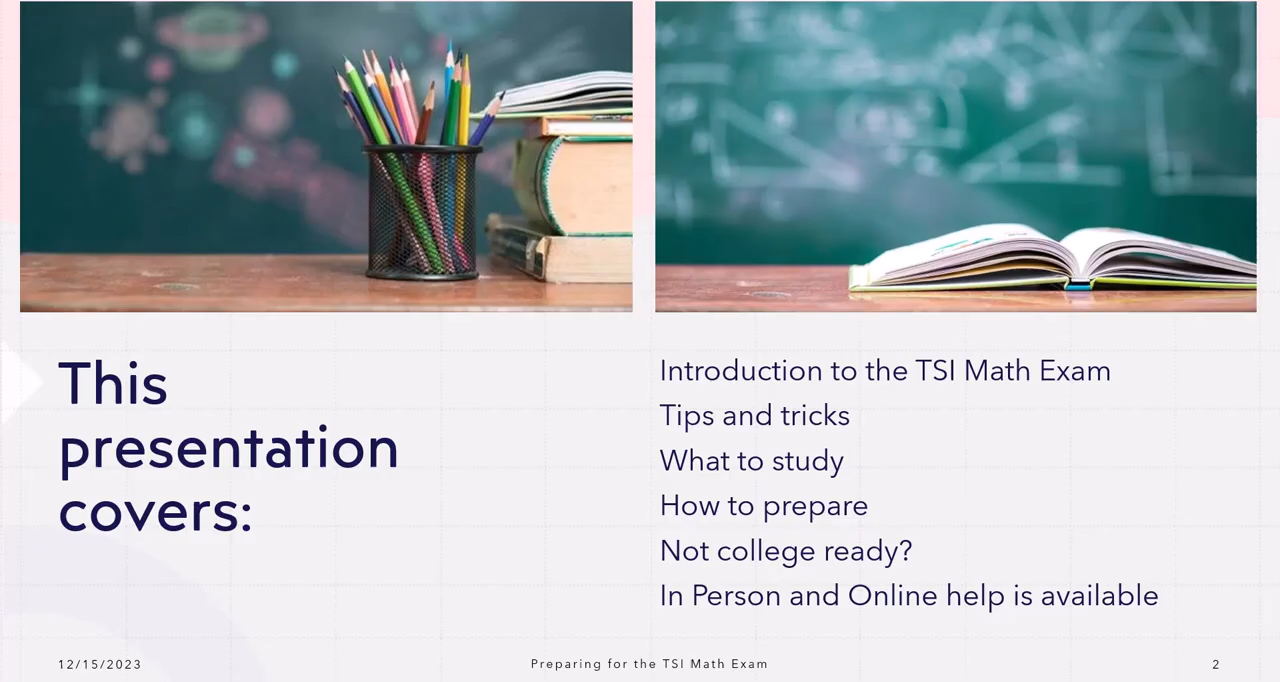 This
presentation
covers:
Introduction to the TSI Math Exam
Tips and tricks
What to study
How to prepare
Not college ready?
In Person and Online help is available
12/15/2023
Preparing for the TSI Math Exam
2